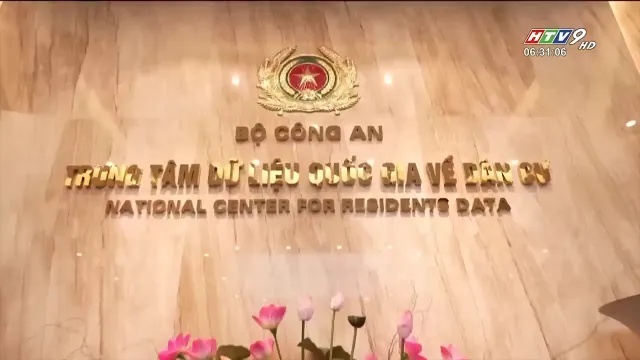 HTV9 HD
06:31:06
BỘ CÔNG AN
TRUNG TÂM DỮ LIỆU QUỐC GIA VỀ DÂN CƯ
NATIONAL CENTER FOR RESIDENTS DATA